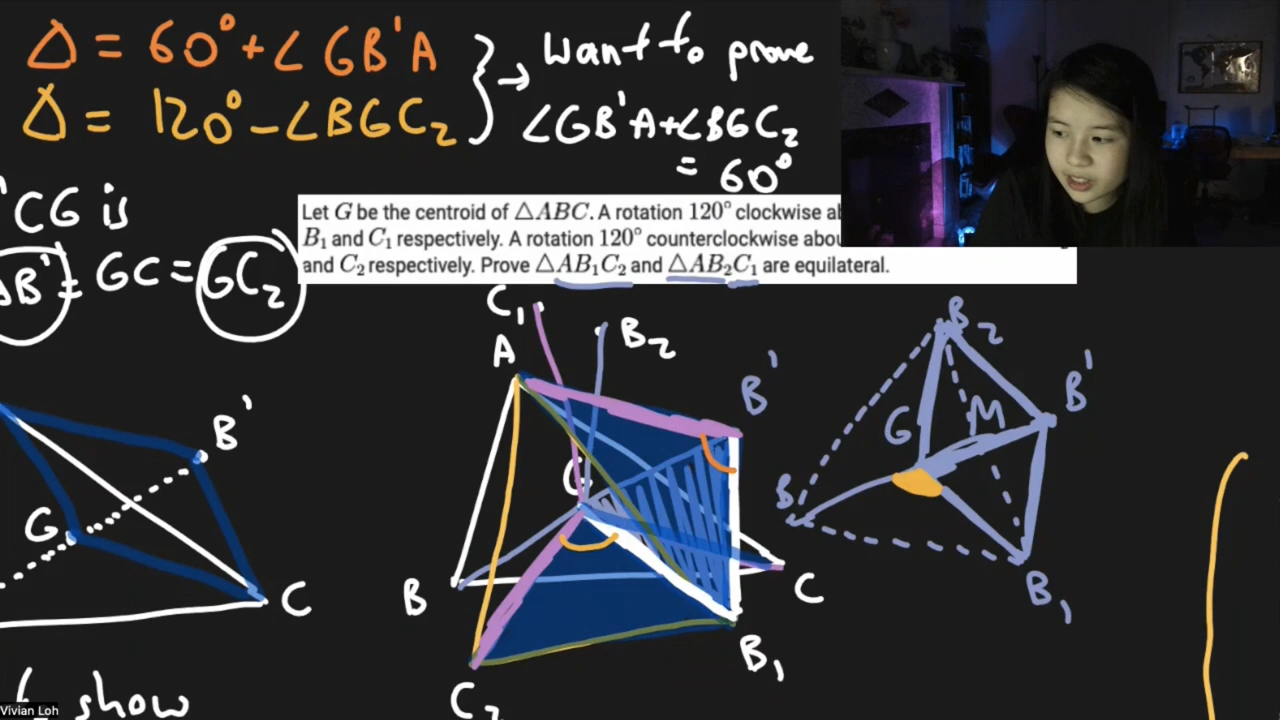 Δ = 60° + ∠GB'A
Δ = 120° - ∠BGC₂
} → Want to prove
∠GB'A + ∠BGC₂
= 60°
'CG is
AB' = GC = GC₂
Let G be the centroid of △ABC. A rotation 120° clockwise ab
B₁ and C₁ respectively. A rotation 120° counterclockwise abou
and C₂ respectively. Prove △AB₁C₂ and △AB₂C₁ are equilateral.
C₁
B₂
A
B'
G
B
C
B₁
C₂
B'
G
C
B₂
B'
G
M
B
B₁
show
Vivian Loh